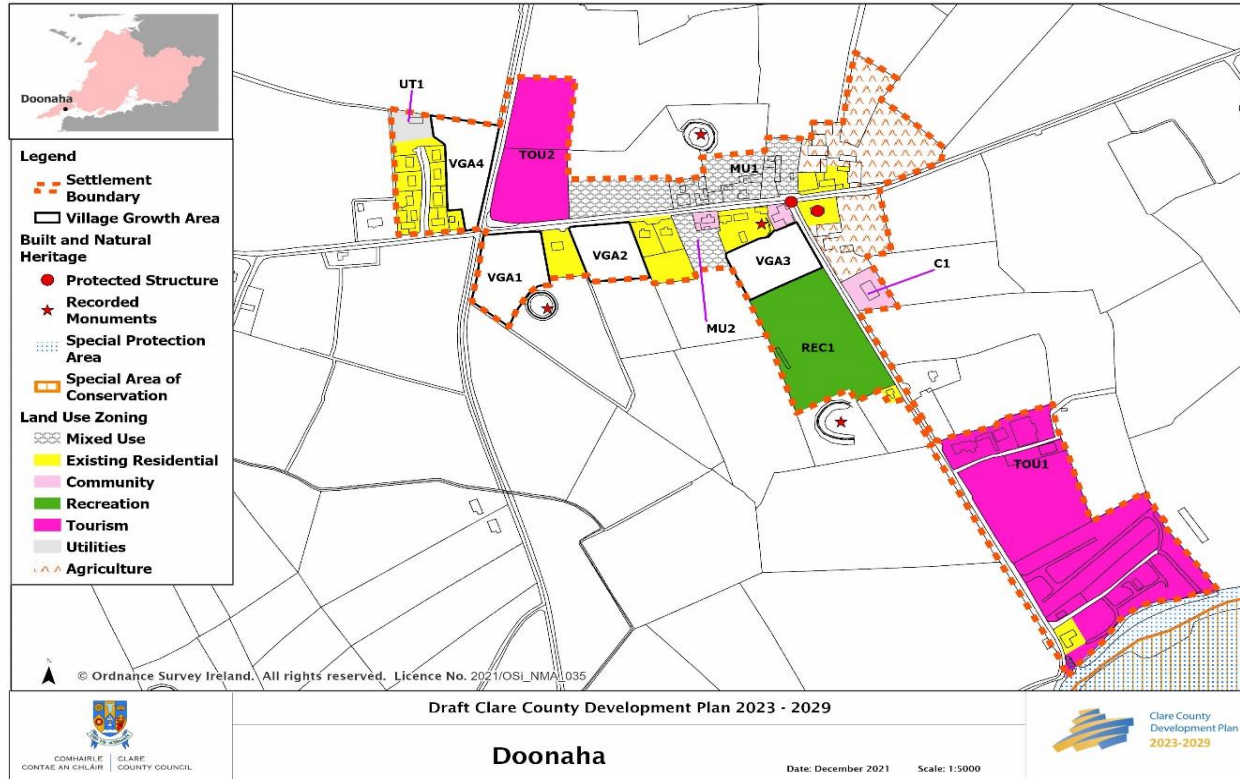 Doonaha
Legend
Settlement
Boundary
Village Growth Area
Built and Natural
Heritage
Protected Structure
Recorded
Monuments
Special Protection
Area
Special Area of
Conservation
Land Use Zoning
Mixed Use
Existing Residential
Community
Recreation
Tourism
Utilities
Agriculture
UT1
VGA4
TOU2
MU1
VGA1
VGA2
VGA3
C1
MU2
REC1
TOU1
N
© Ordnance Survey Ireland. All rights reserved. Licence No. 2021/OSi_NMA_035
COMHAIRLE CLARE
CONTAE AN CHLÁIR COUNTY COUNCIL
Draft Clare County Development Plan 2023 - 2029
Doonaha
Date: December 2021 Scale: 1:5000
Clare County
Development Plan
2023-2029